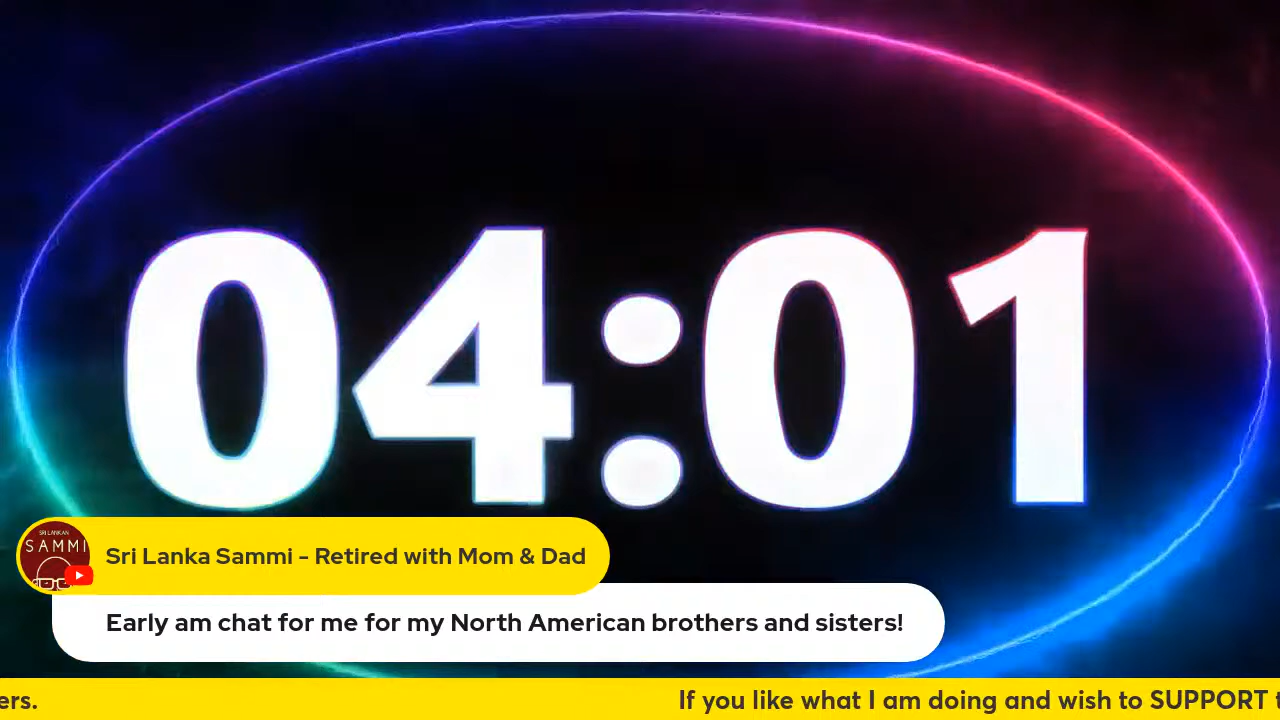 04:01
SRI LANKAN
SAMMI
Sri Lanka Sammi - Retired with Mom & Dad
Early am chat for me for my North American brothers and sisters!
ers. If you like what I am doing and wish to SUPPORT t